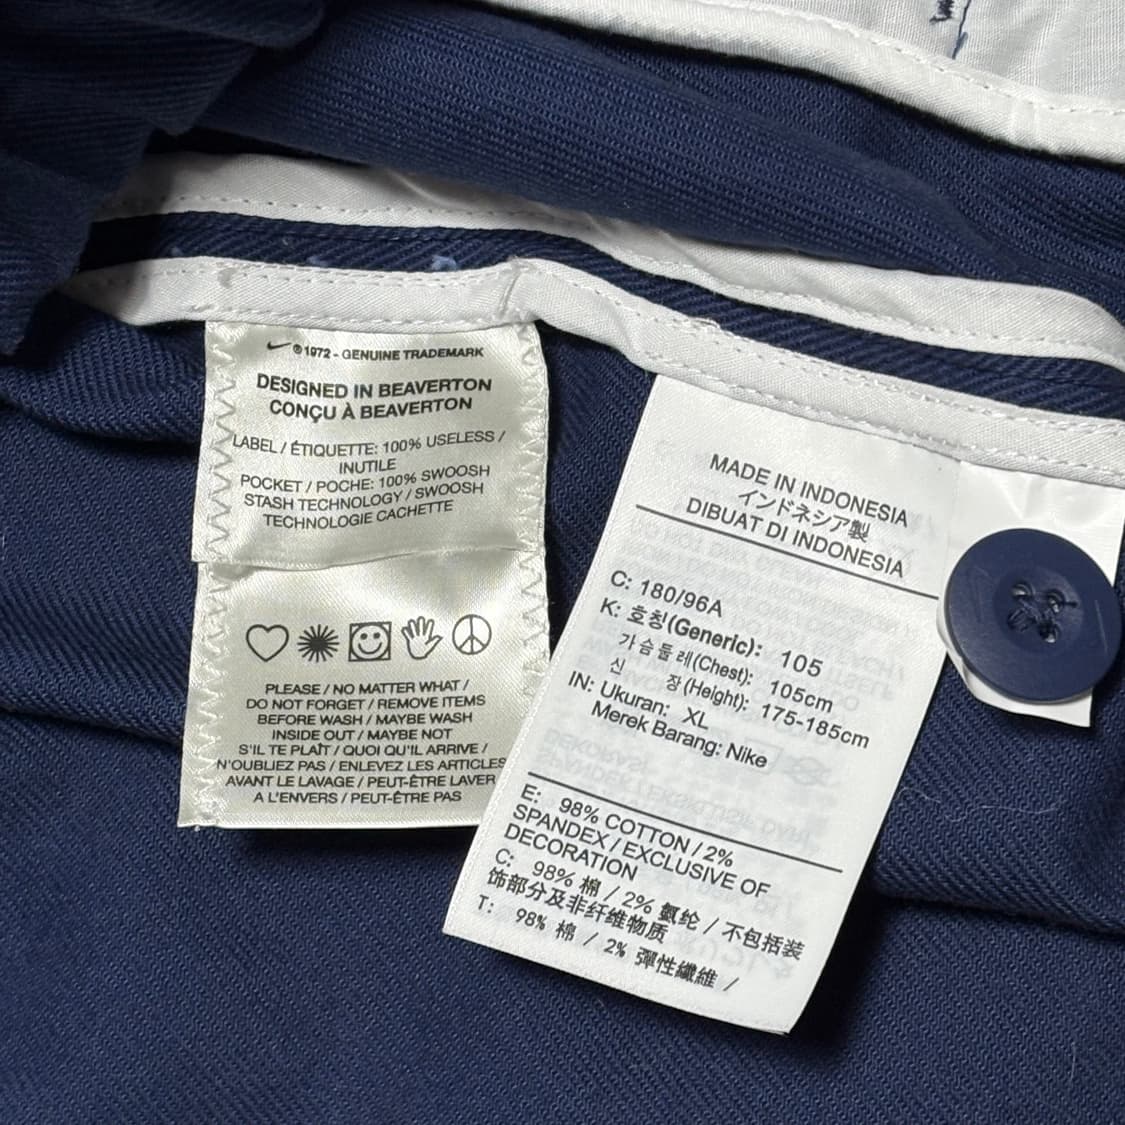 ®1972 - GENUINE TRADEMARK
DESIGNED IN BEAVERTON
CONÇU À BEAVERTON
LABEL / ÉTIQUETTE: 100% USELESS /
INUTILE
POCKET / POCHE: 100% SWOOSH
STASH TECHNOLOGY / SWOOSH
TECHNOLOGIE CACHETTE
PLEASE / NO MATTER WHAT /
DO NOT FORGET / REMOVE ITEMS
BEFORE WASH / MAYBE WASH
INSIDE OUT / MAYBE NOT
S'IL TE PLAÎT / QUOI QU'IL ARRIVE /
N'OUBLIEZ PAS / ENLEVEZ LES ARTICLES
AVANT LE LAVAGE / PEUT-ÊTRE LAVER
A L'ENVERS / PEUT-ÊTRE PAS
MADE IN INDONESIA
インドネシア製
DIBUAT DI INDONESIA
C: 180/96A
K: 호칭(Generic): 105
가슴둘레(Chest): 105cm
신 장(Height): 175-185cm
IN: Ukuran: XL
Merek Barang: Nike
E: 98% COTTON / 2%
SPANDEX / EXCLUSIVE OF
DECORATION
C: 98% 棉 / 2% 氨纶 / 不包括装
饰部分及非纤维物质
T: 98% 棉 / 2% 彈性纖維 /